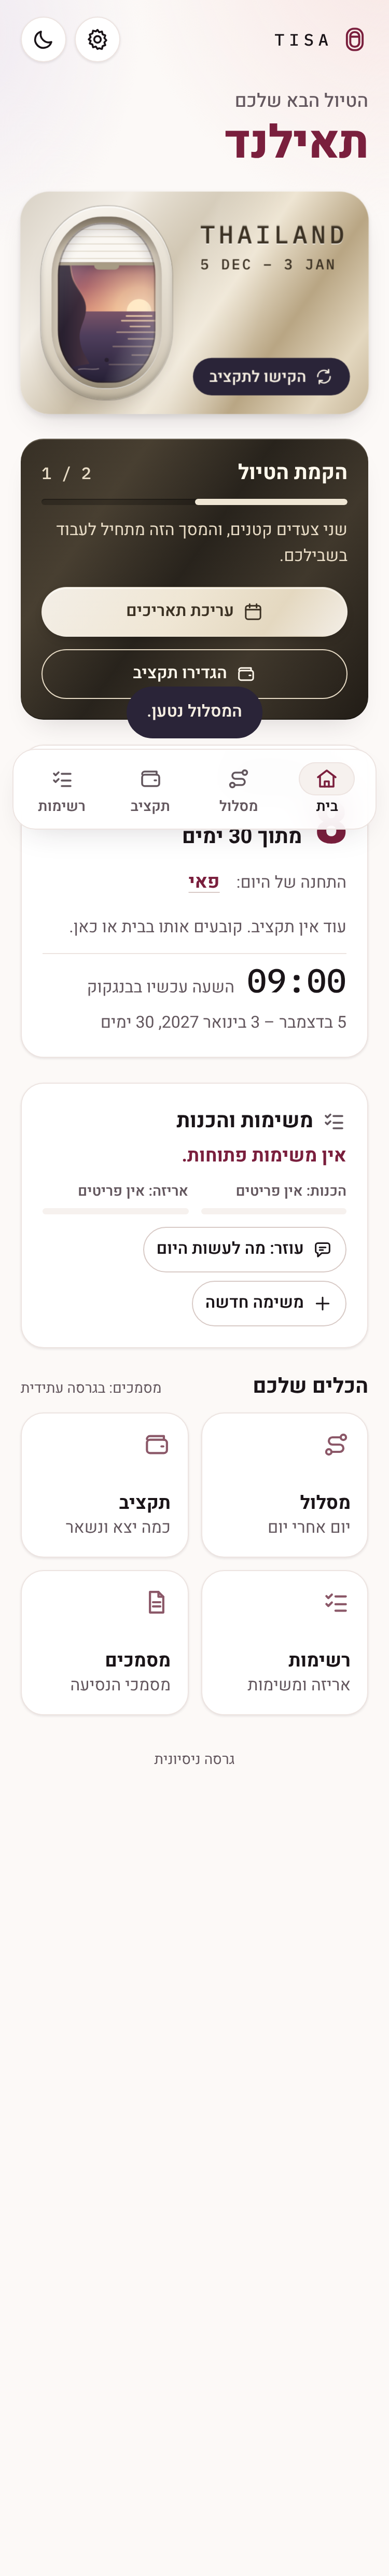 TISA
הטיול הבא שלכם
תאילנד
THAILAND
5 DEC – 3 JAN
הקישו לתקציב
הקמת הטיול
1 / 2
שני צעדים קטנים, והמסך הזה מתחיל לעבוד
בשבילכם.
עריכת תאריכים
הגדירו תקציב
המסלול נטען.
בית
מסלול
תקציב
רשימות
מתוך 30 ימים
התחנה של היום: פאי
עוד אין תקציב. קובעים אותו בבית או כאן.
09:00 השעה עכשיו בבנגקוק
5 בדצמבר – 3 בינואר 2027, 30 ימים
משימות והכנות
אין משימות פתוחות.
הכנות: אין פריטים
אריזה: אין פריטים
עוזר: מה לעשות היום
משימה חדשה
הכלים שלכם
מסמכים: בגרסה עתידית
מסלול
יום אחרי יום
תקציב
כמה יצא ונשאר
רשימות
אריזה ומשימות
מסמכים
מסמכי הנסיעה
גרסה ניסיונית